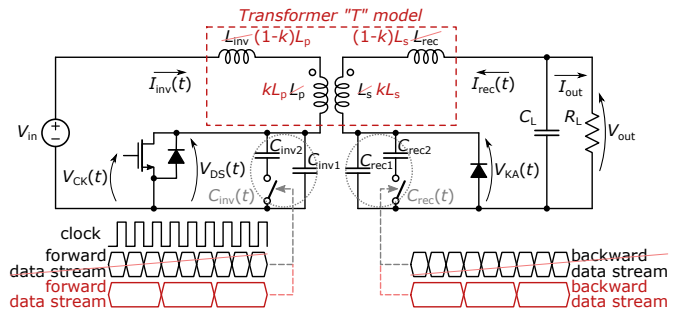 Transformer "T" model
L_inv (1-k)L_p (1-k)L_s L_rec
I_inv(t) I_rec(t) I_out
kL_p L_p L_s kL_s
V_in C_L R_L V_out
C_inv2 C_inv1 C_rec1 C_rec2
V_CK(t) V_DS(t) C_inv(t) C_rec(t) V_KA(t)
clock
forward
data stream
forward
data stream
backward
data stream
backward
data stream